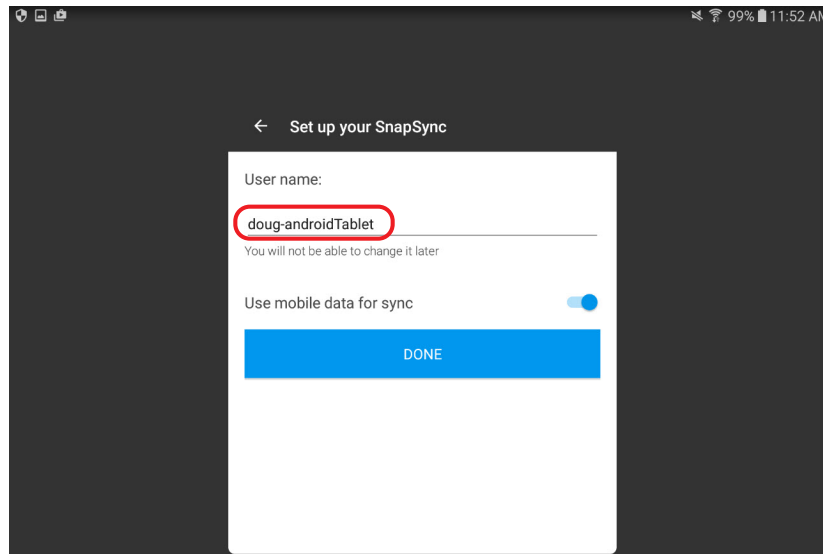 99% 11:52 AM
Set up your SnapSync
User name:
doug-androidTablet
You will not be able to change it later
Use mobile data for sync
DONE